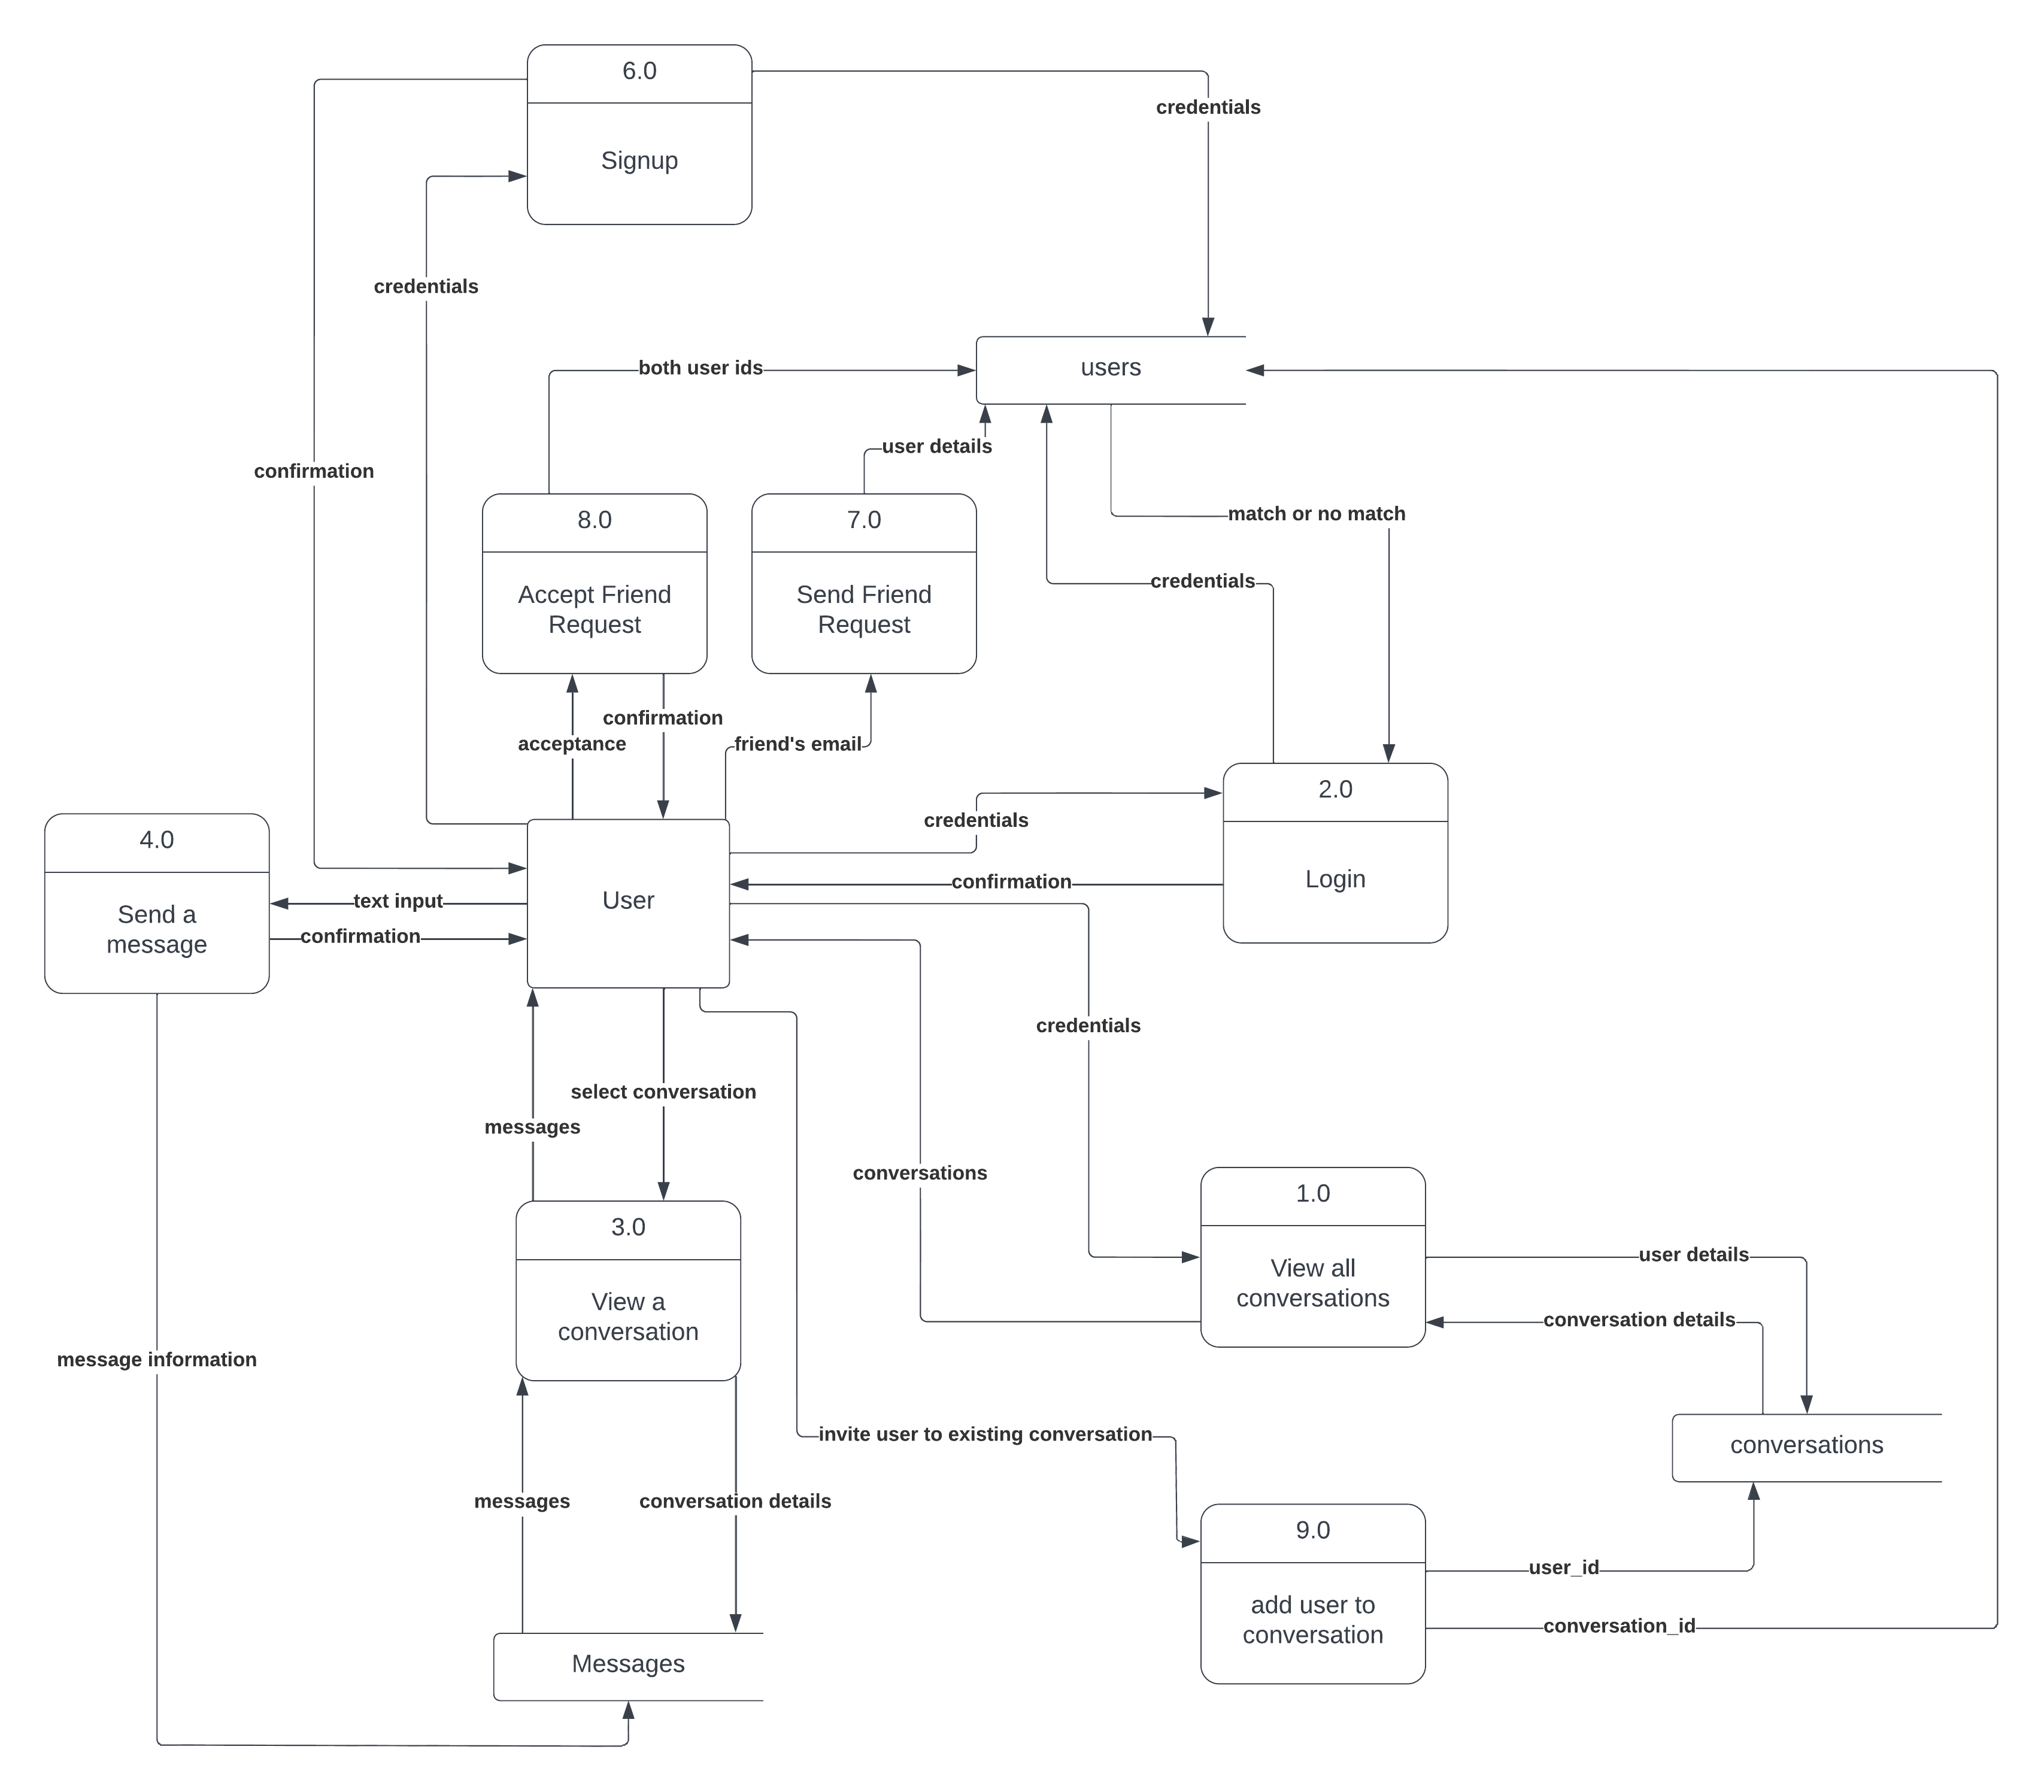 6.0
Signup
credentials
credentials
both user ids
users
user details
confirmation
8.0
Accept Friend
Request
7.0
Send Friend
Request
match or no match
credentials
confirmation
acceptance
friend's email
2.0
Login
credentials
confirmation
4.0
Send a
message
text input
confirmation
User
credentials
select conversation
messages
conversations
1.0
View all
conversations
3.0
View a
conversation
user details
conversation details
message information
invite user to existing conversation
conversations
messages
conversation details
9.0
add user to
conversation
user_id
conversation_id
Messages